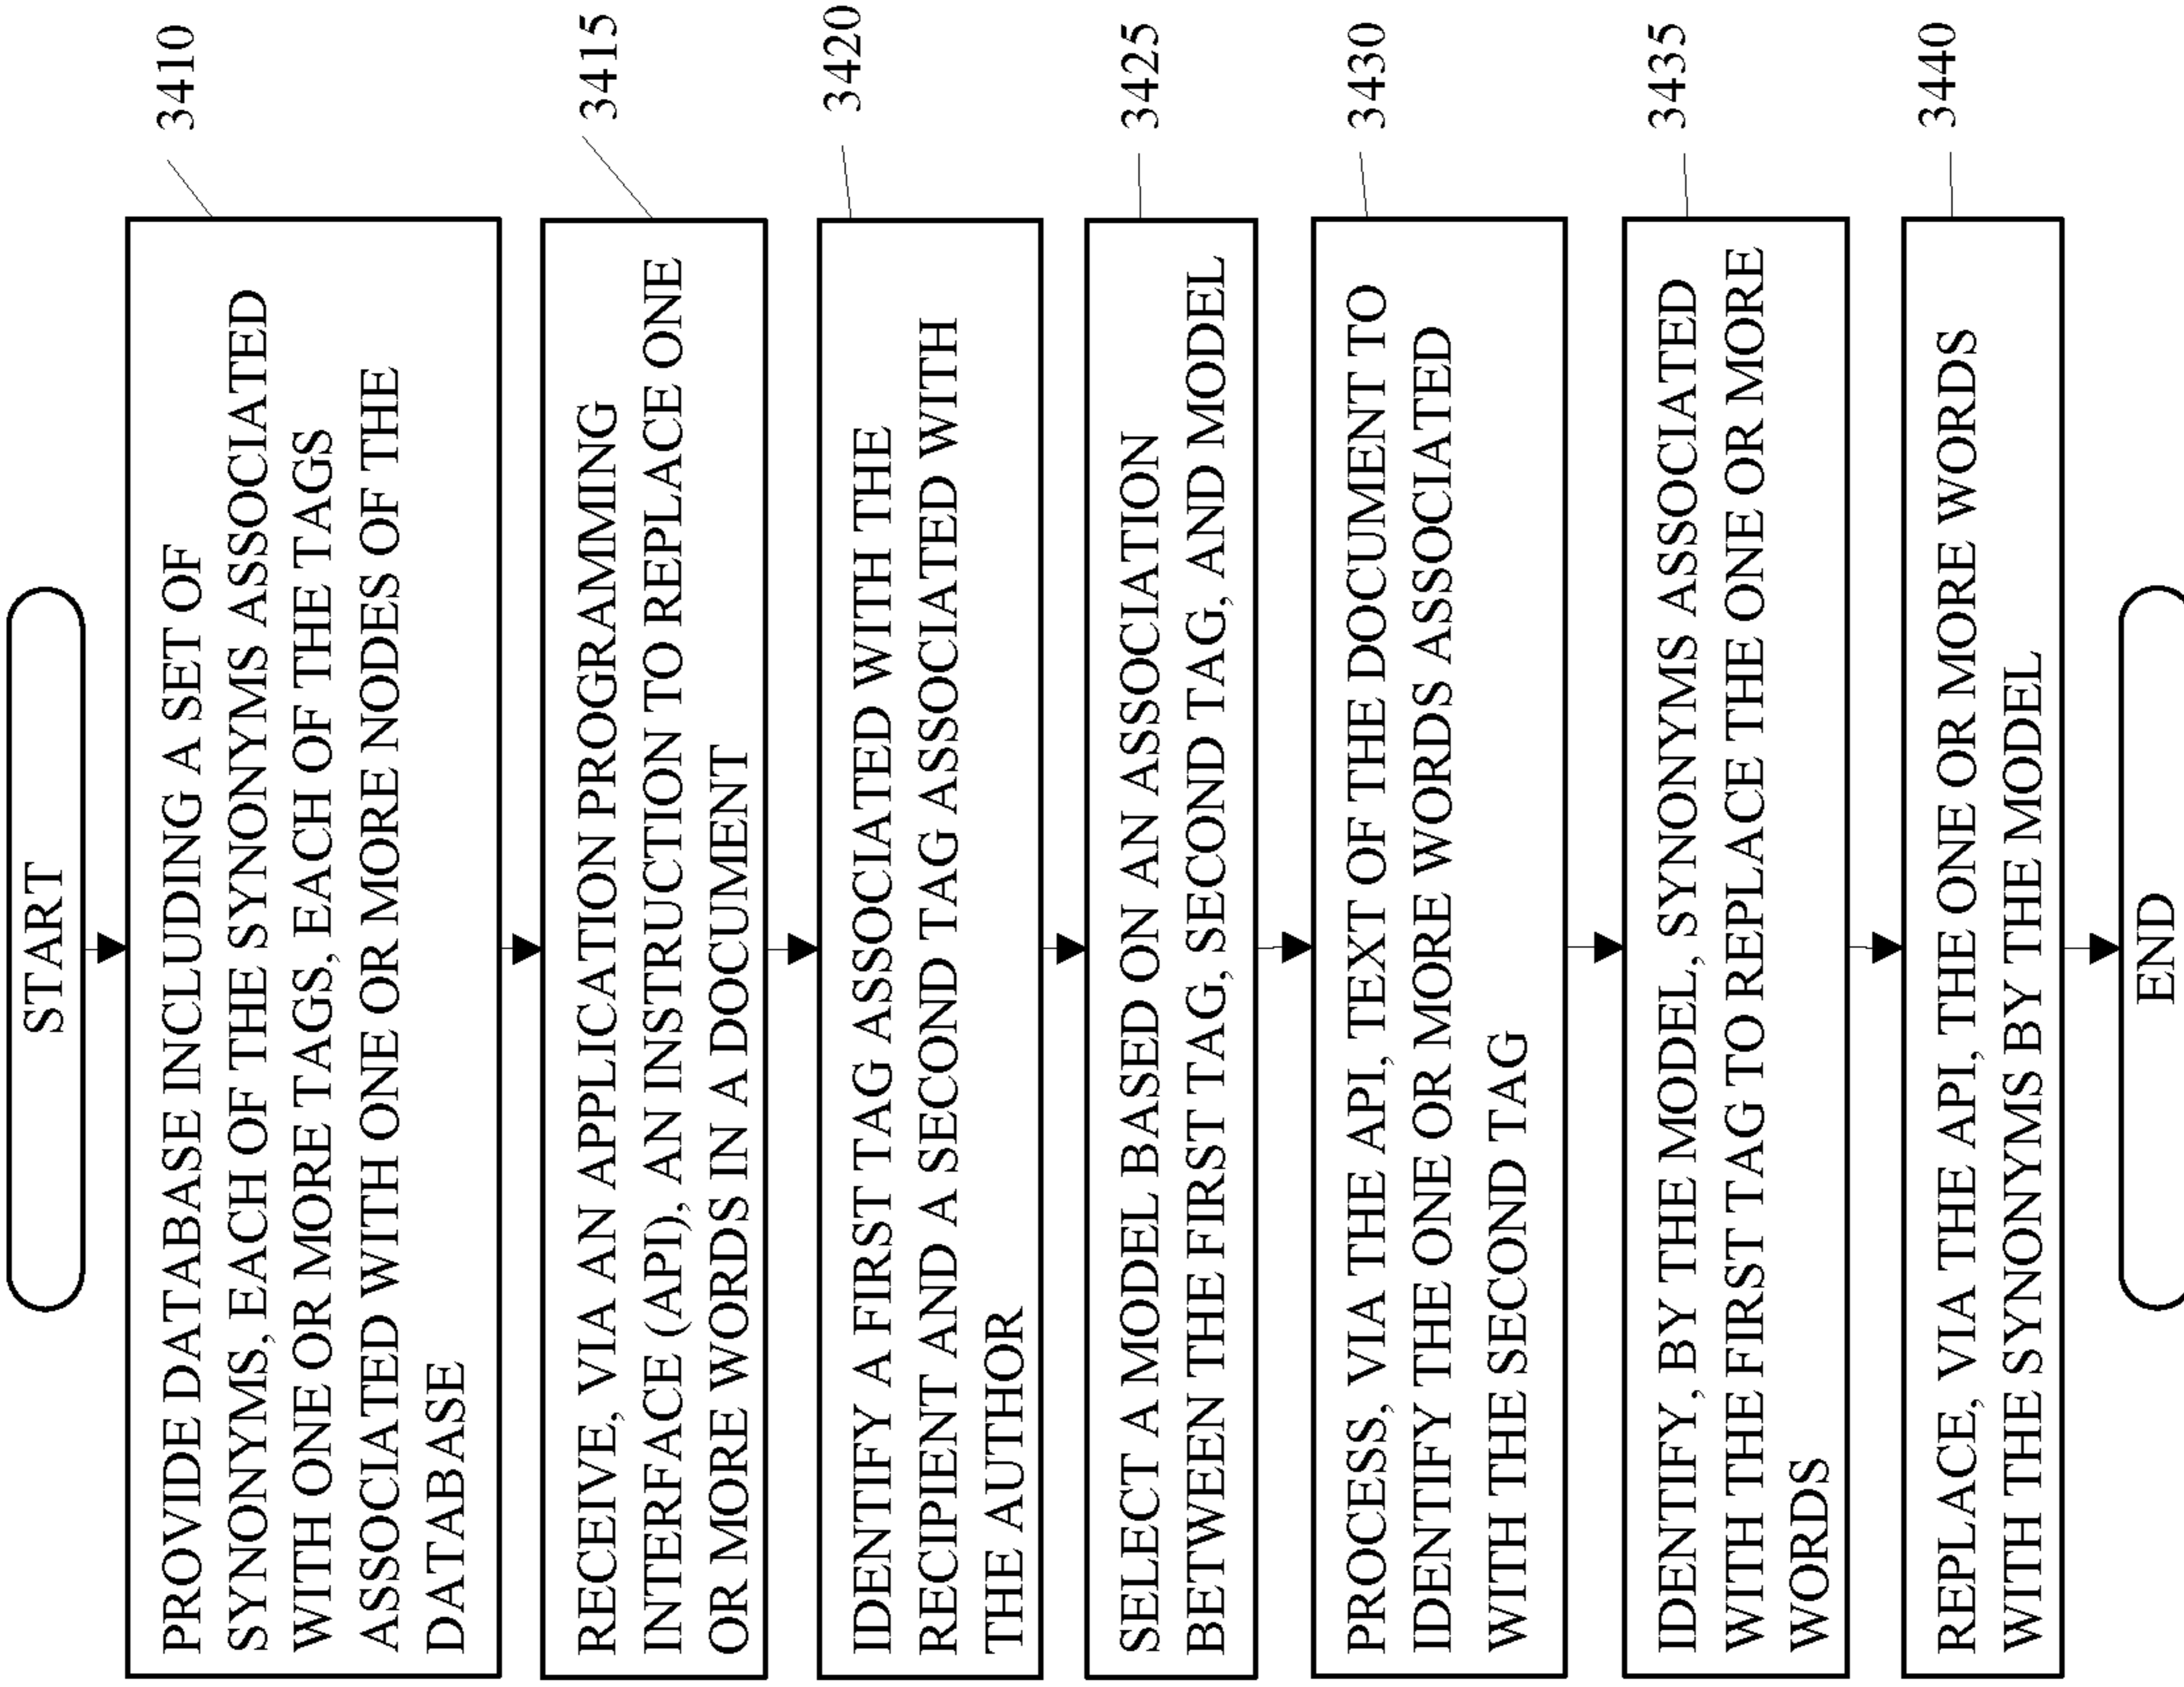 START
PROVIDE DATABASE INCLUDING A SET OF
SYNONYMS, EACH OF THE SYNONYMS ASSOCIATED
WITH ONE OR MORE TAGS, EACH OF THE TAGS
ASSOCIATED WITH ONE OR MORE NODES OF THE
DATABASE
3410
RECEIVE, VIA AN APPLICATION PROGRAMMING
INTERFACE (API), AN INSTRUCTION TO REPLACE ONE
OR MORE WORDS IN A DOCUMENT
3415
IDENTIFY A FIRST TAG ASSOCIATED WITH THE
RECIPIENT AND A SECOND TAG ASSOCIATED WITH
THE AUTHOR
3420
SELECT A MODEL BASED ON AN ASSOCIATION
BETWEEN THE FIRST TAG, SECOND TAG, AND MODEL
3425
PROCESS, VIA THE API, TEXT OF THE DOCUMENT TO
IDENTIFY THE ONE OR MORE WORDS ASSOCIATED
WITH THE SECOND TAG
3430
IDENTIFY, BY THE MODEL, SYNONYMS ASSOCIATED
WITH THE FIRST TAG TO REPLACE THE ONE OR MORE
WORDS
3435
REPLACE, VIA THE API, THE ONE OR MORE WORDS
WITH THE SYNONYMS BY THE MODEL
3440
END